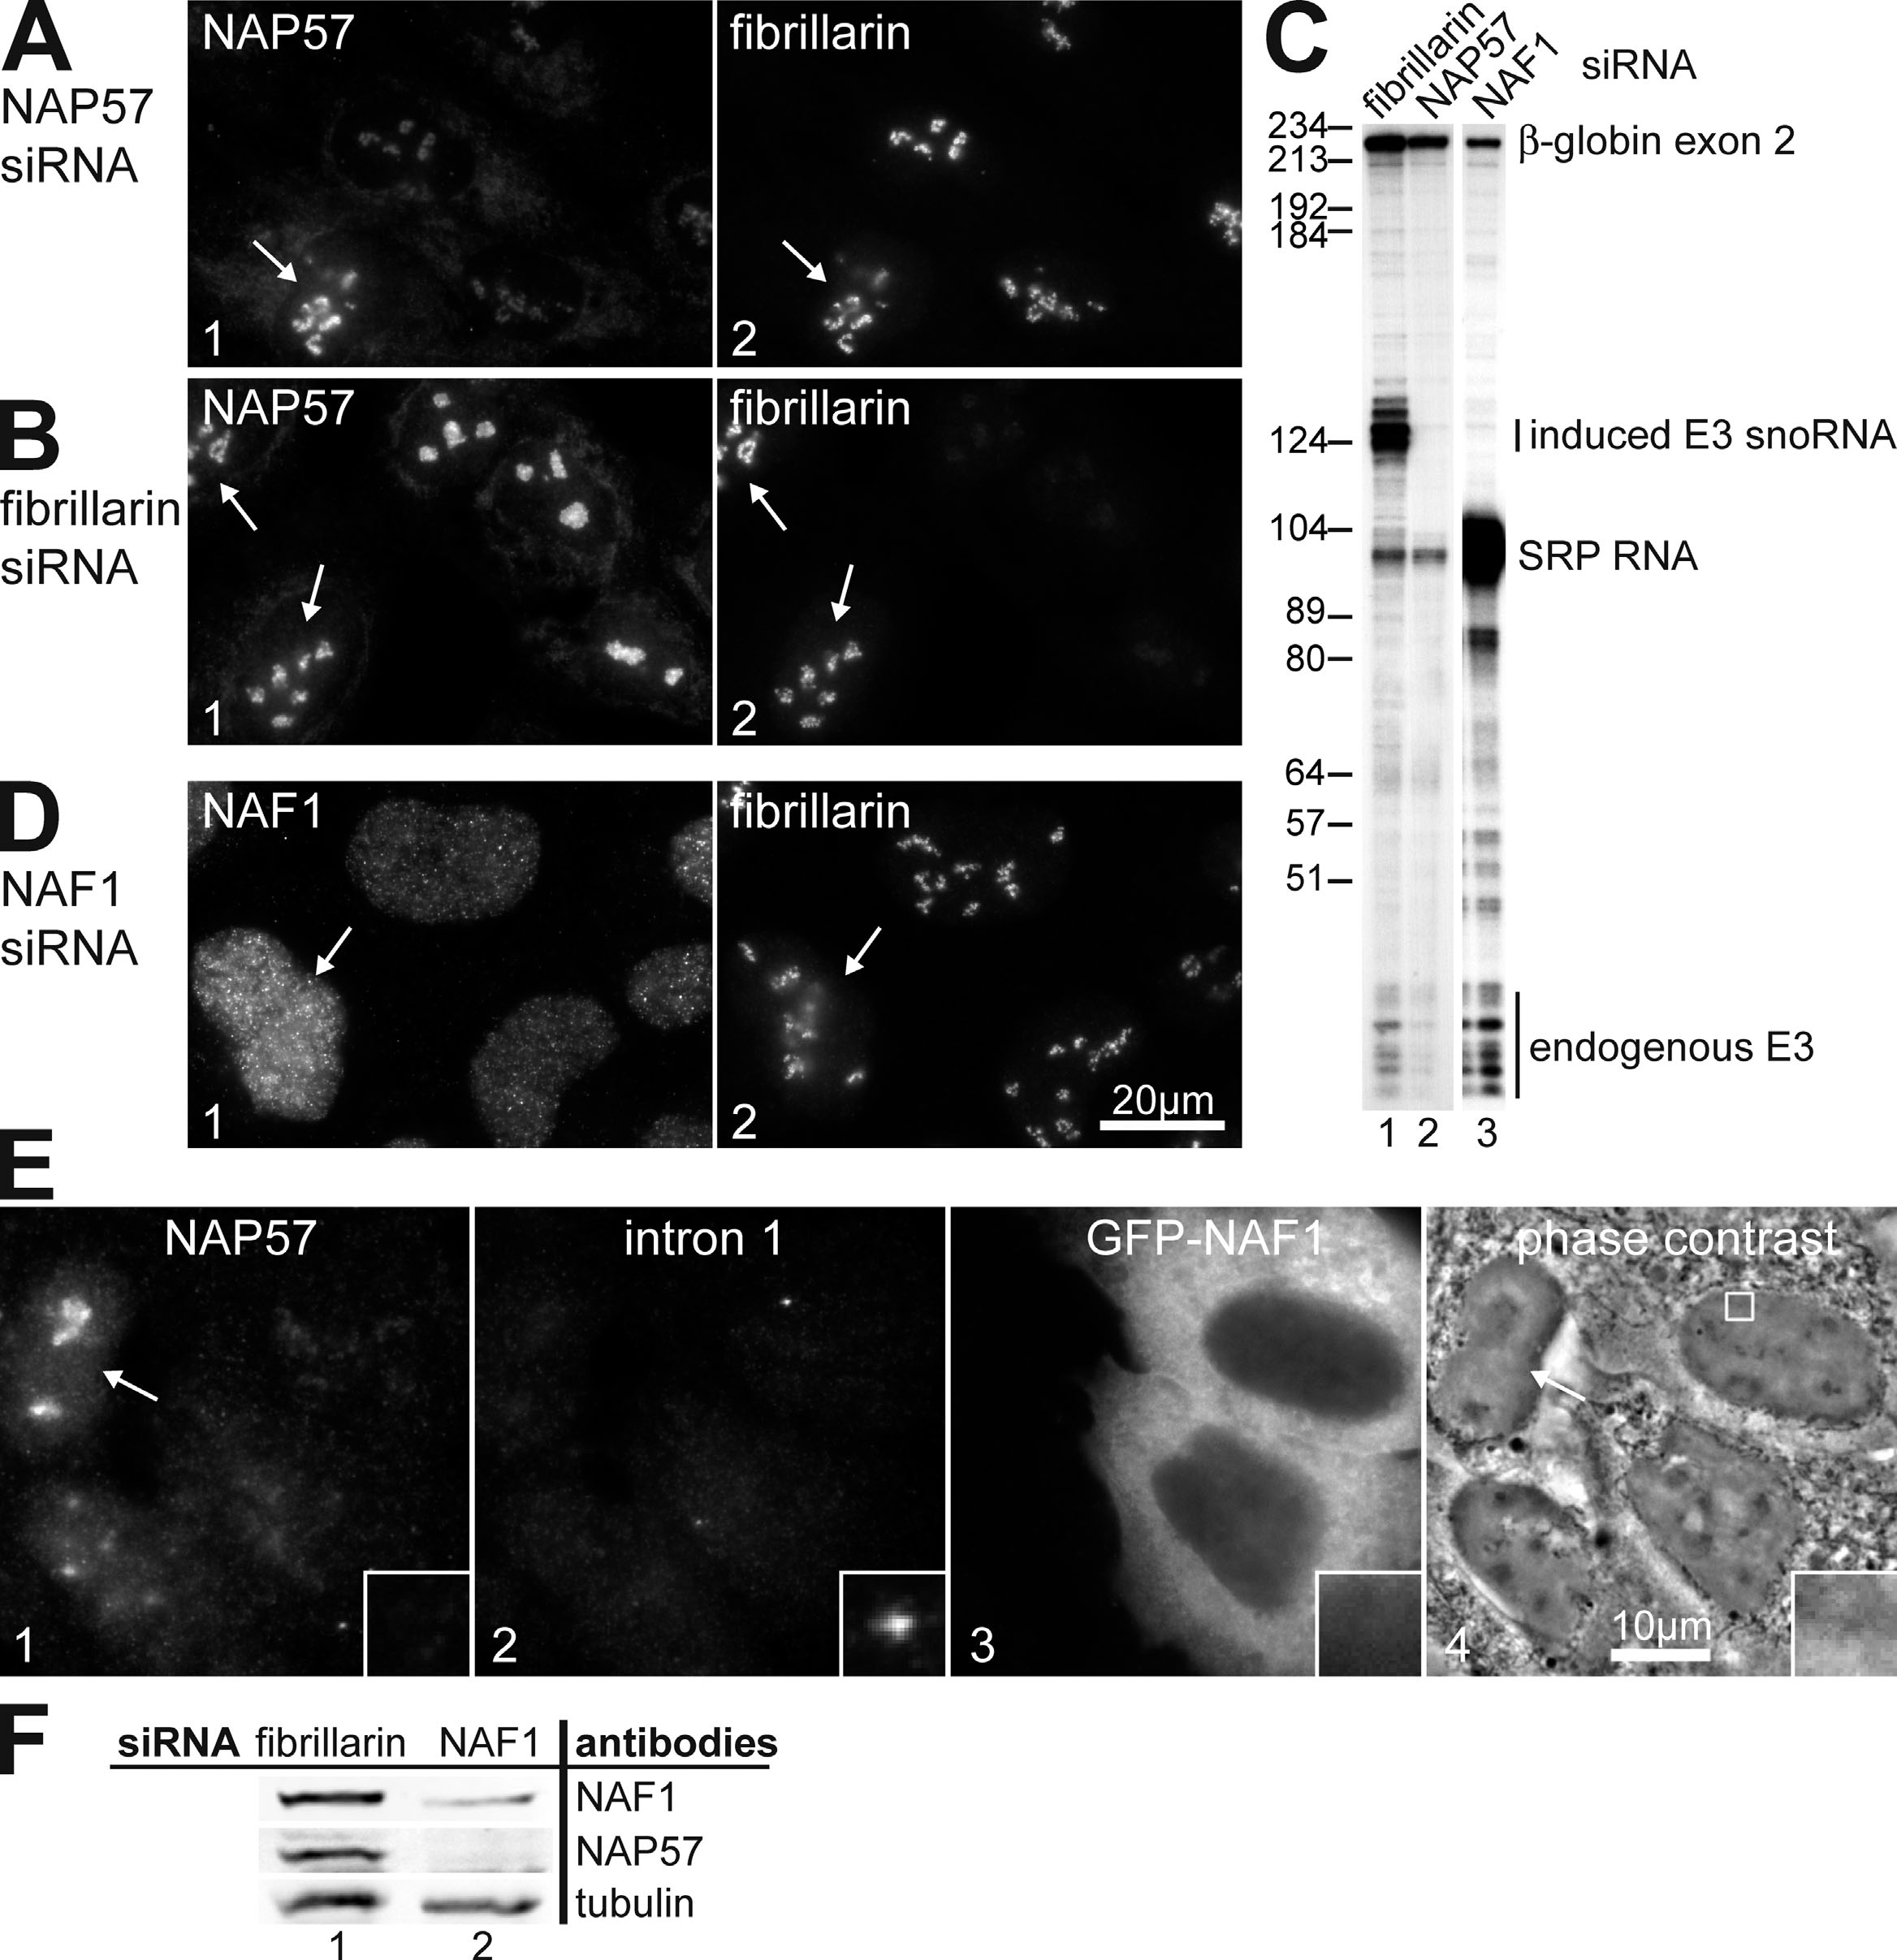 A
NAP57
siRNA
NAP57
1
fibrillarin
2
B
fibrillarin
siRNA
NAP57
1
fibrillarin
2
C
fibrillarin
NAP57
NAF1
siRNA
234
213
192
184
124
104
89
80
64
57
51
β-globin exon 2
induced E3 snoRNA
SRP RNA
endogenous E3
1 2 3
D
NAF1
siRNA
NAF1
1
fibrillarin
2
20µm
E
NAP57
1
intron 1
2
GFP-NAF1
3
phase contrast
4
10µm
F
siRNA fibrillarin NAF1 antibodies
NAF1
NAP57
tubulin
1 2